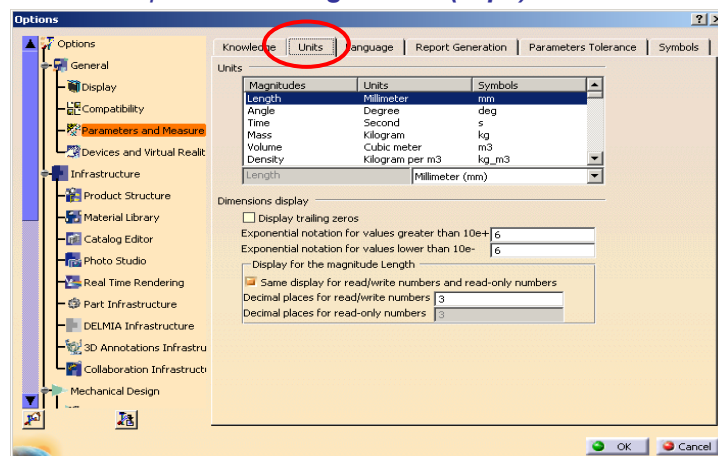 Options
Options
General
Display
Compatibility
Parameters and Measure
Devices and Virtual Realit
Infrastructure
Product Structure
Material Library
Catalog Editor
Photo Studio
Real Time Rendering
Part Infrastructure
DELMIA Infrastructure
3D Annotations Infrastru
Collaboration Infrastructu
Mechanical Design
Knowledge Units Language Report Generation Parameters Tolerance Symbols
Units
Magnitudes Units Symbols
Length Millimeter mm
Angle Degree deg
Time Second s
Mass Kilogram kg
Volume Cubic meter m3
Density Kilogram per m3 kg_m3
Length Millimeter (mm)
Dimensions display
Display trailing zeros
Exponential notation for values greater than 10e+ 6
Exponential notation for values lower than 10e- 6
Display for the magnitude Length
Same display for read/write numbers and read-only numbers
Decimal places for read/write numbers 3
Decimal places for read-only numbers 3
OK Cancel